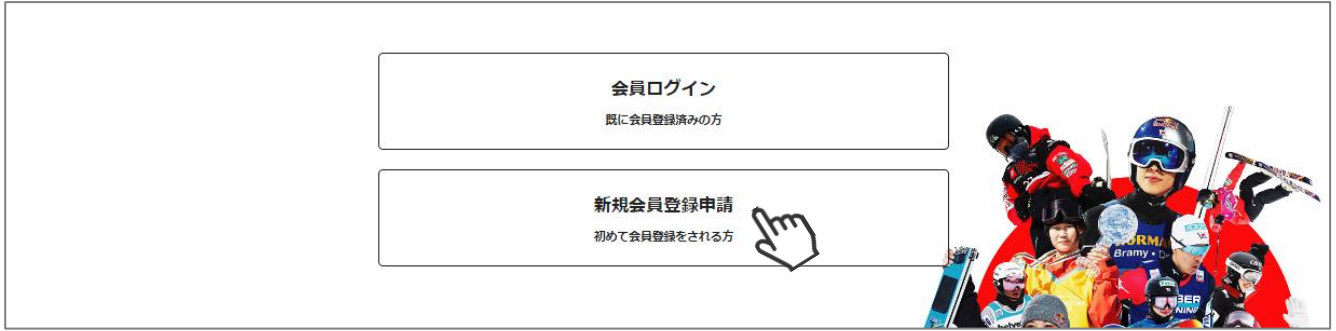 会員ログイン
既に会員登録済みの方
新規会員登録申請
初めて会員登録をされる方
Bramy